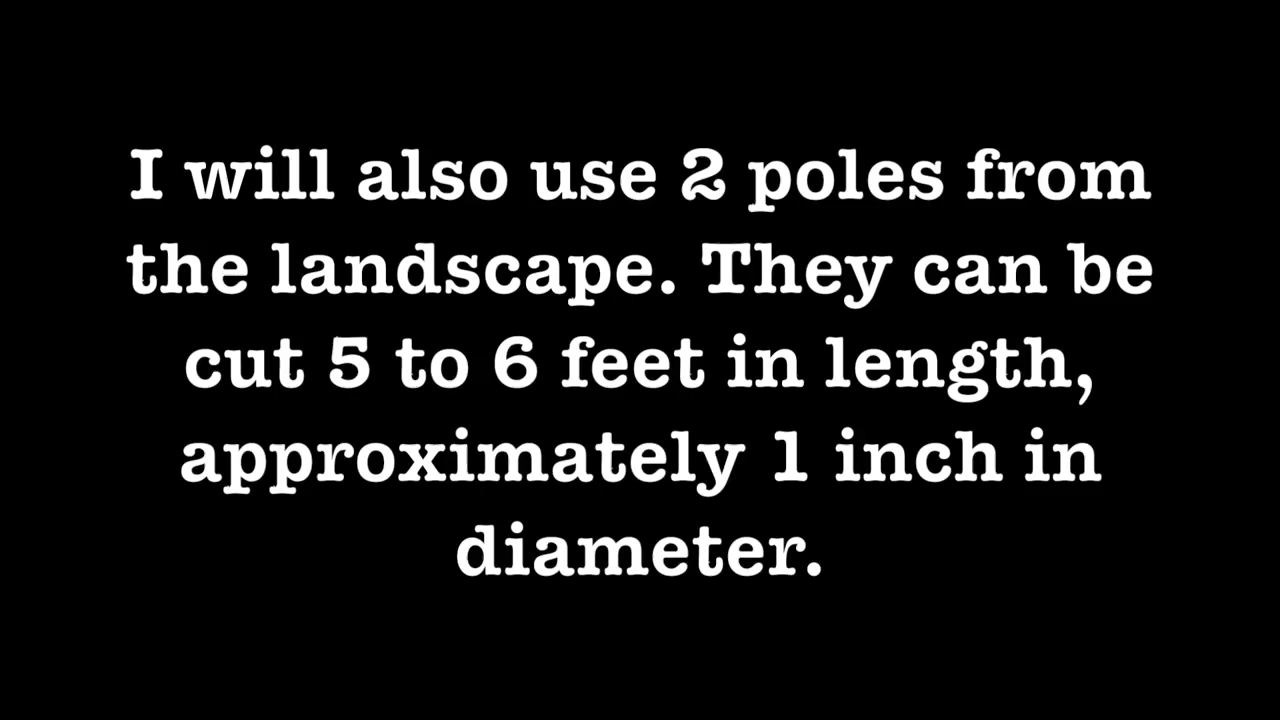 I will also use 2 poles from
the landscape. They can be
cut 5 to 6 feet in length,
approximately 1 inch in
diameter.